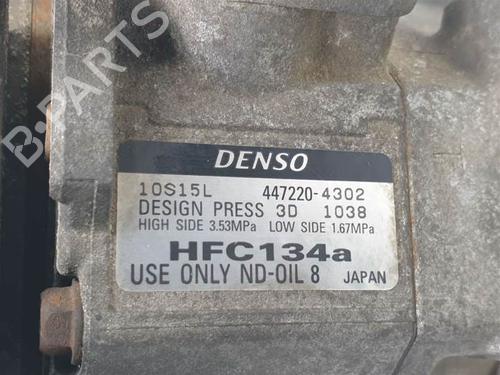 B-PARTS
DENSO
10S15L 447220-4302
DESIGN PRESS 3D 1038
HIGH SIDE 3.53MPa LOW SIDE 1.67MPa
HFC134a
USE ONLY ND-OIL 8 JAPAN